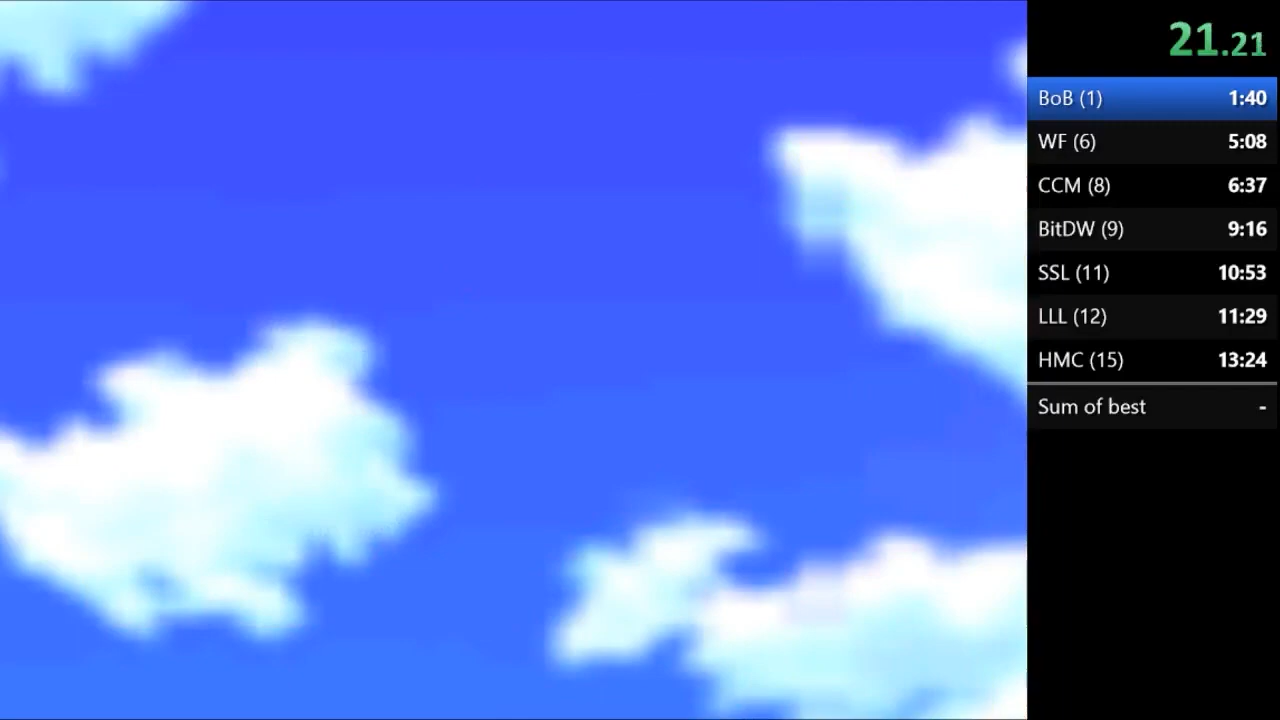 21.21
BoB (1) 1:40
WF (6) 5:08
CCM (8) 6:37
BitDW (9) 9:16
SSL (11) 10:53
LLL (12) 11:29
HMC (15) 13:24
Sum of best -